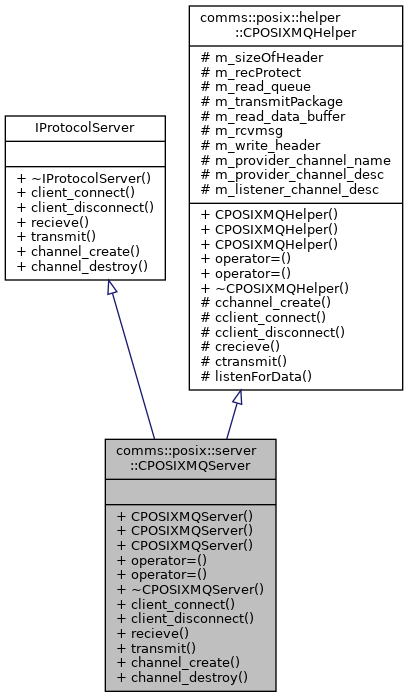 comms::posix::helper
::CPOSIXMQHelper
# m_sizeOfHeader
# m_recProtect
# m_read_queue
# m_transmitPackage
# m_read_data_buffer
# m_rcvmsg
# m_write_header
# m_provider_channel_name
# m_provider_channel_desc
# m_listener_channel_desc
+ CPOSIXMQHelper()
+ CPOSIXMQHelper()
+ CPOSIXMQHelper()
+ operator=()
+ operator=()
+ ~CPOSIXMQHelper()
# cchannel_create()
# cclient_connect()
# cclient_disconnect()
# crecieve()
# ctransmit()
# listenForData()
IProtocolServer
+ ~IProtocolServer()
+ client_connect()
+ client_disconnect()
+ recieve()
+ transmit()
+ channel_create()
+ channel_destroy()
comms::posix::server
::CPOSIXMQServer
+ CPOSIXMQServer()
+ CPOSIXMQServer()
+ CPOSIXMQServer()
+ operator=()
+ operator=()
+ ~CPOSIXMQServer()
+ client_connect()
+ client_disconnect()
+ recieve()
+ transmit()
+ channel_create()
+ channel_destroy()